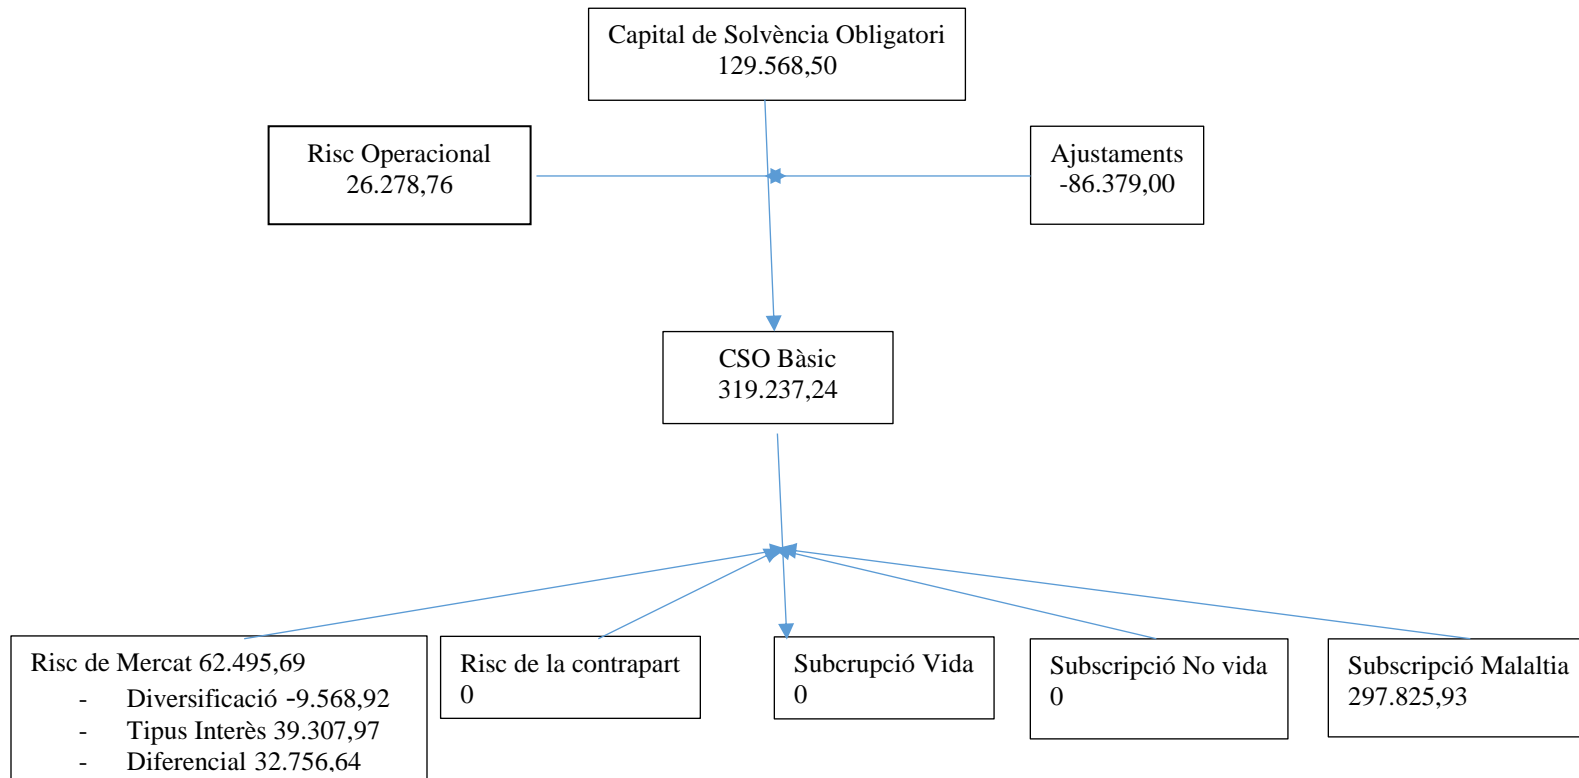 Capital de Solvència Obligatori
129.568,50
Risc Operacional
26.278,76
Ajustaments
-86.379,00
CSO Bàsic
319.237,24
Risc de Mercat 62.495,69
- Diversificació -9.568,92
- Tipus Interès 39.307,97
- Diferencial 32.756,64
Risc de la contrapart
0
Subcrupció Vida
0
Subscripció No vida
0
Subscripció Malaltia
297.825,93